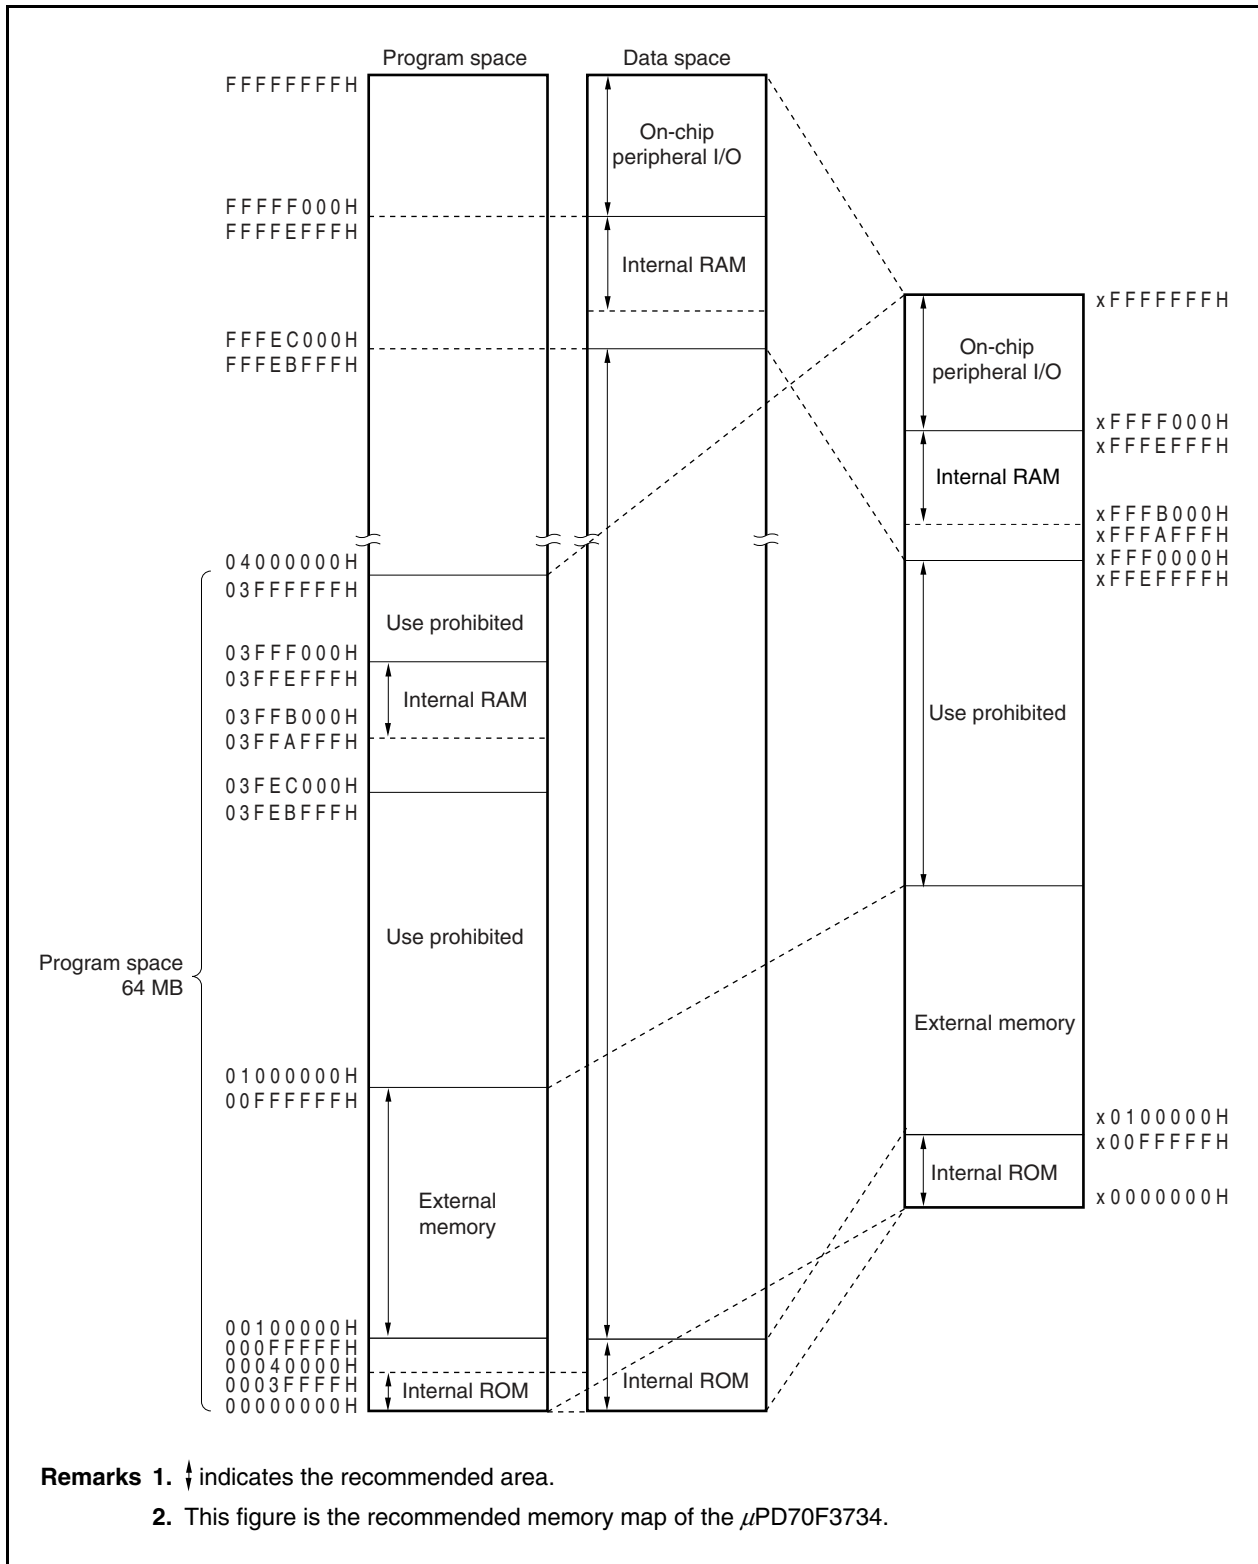 Program space
Data space
FFFFFFFFH
On-chip
peripheral I/O
FFFFF000H
FFFFEFFFH
Internal RAM
FFFEC000H
FFFEBFFFH
xFFFFFFFH
On-chip
peripheral I/O
xFFFF000H
xFFFEFFFH
Internal RAM
xFFFB000H
xFFFAFFFH
xFFF0000H
xFFEFFFFH
04000000H
03FFFFFFH
Use prohibited
03FFF000H
03FFEFFFH
Internal RAM
03FFB000H
03FFAFFFH
03FEC000H
03FEBFFFH
Use prohibited
Use prohibited
Program space
64 MB
External memory
01000000H
00FFFFFFH
x0100000H
x00FFFFFH
Internal ROM
x0000000H
External
memory
00100000H
000FFFFFH
00040000H
0003FFFFH
00000000H
Internal ROM
Internal ROM
Remarks 1. ↕ indicates the recommended area.
2. This figure is the recommended memory map of the μPD70F3734.